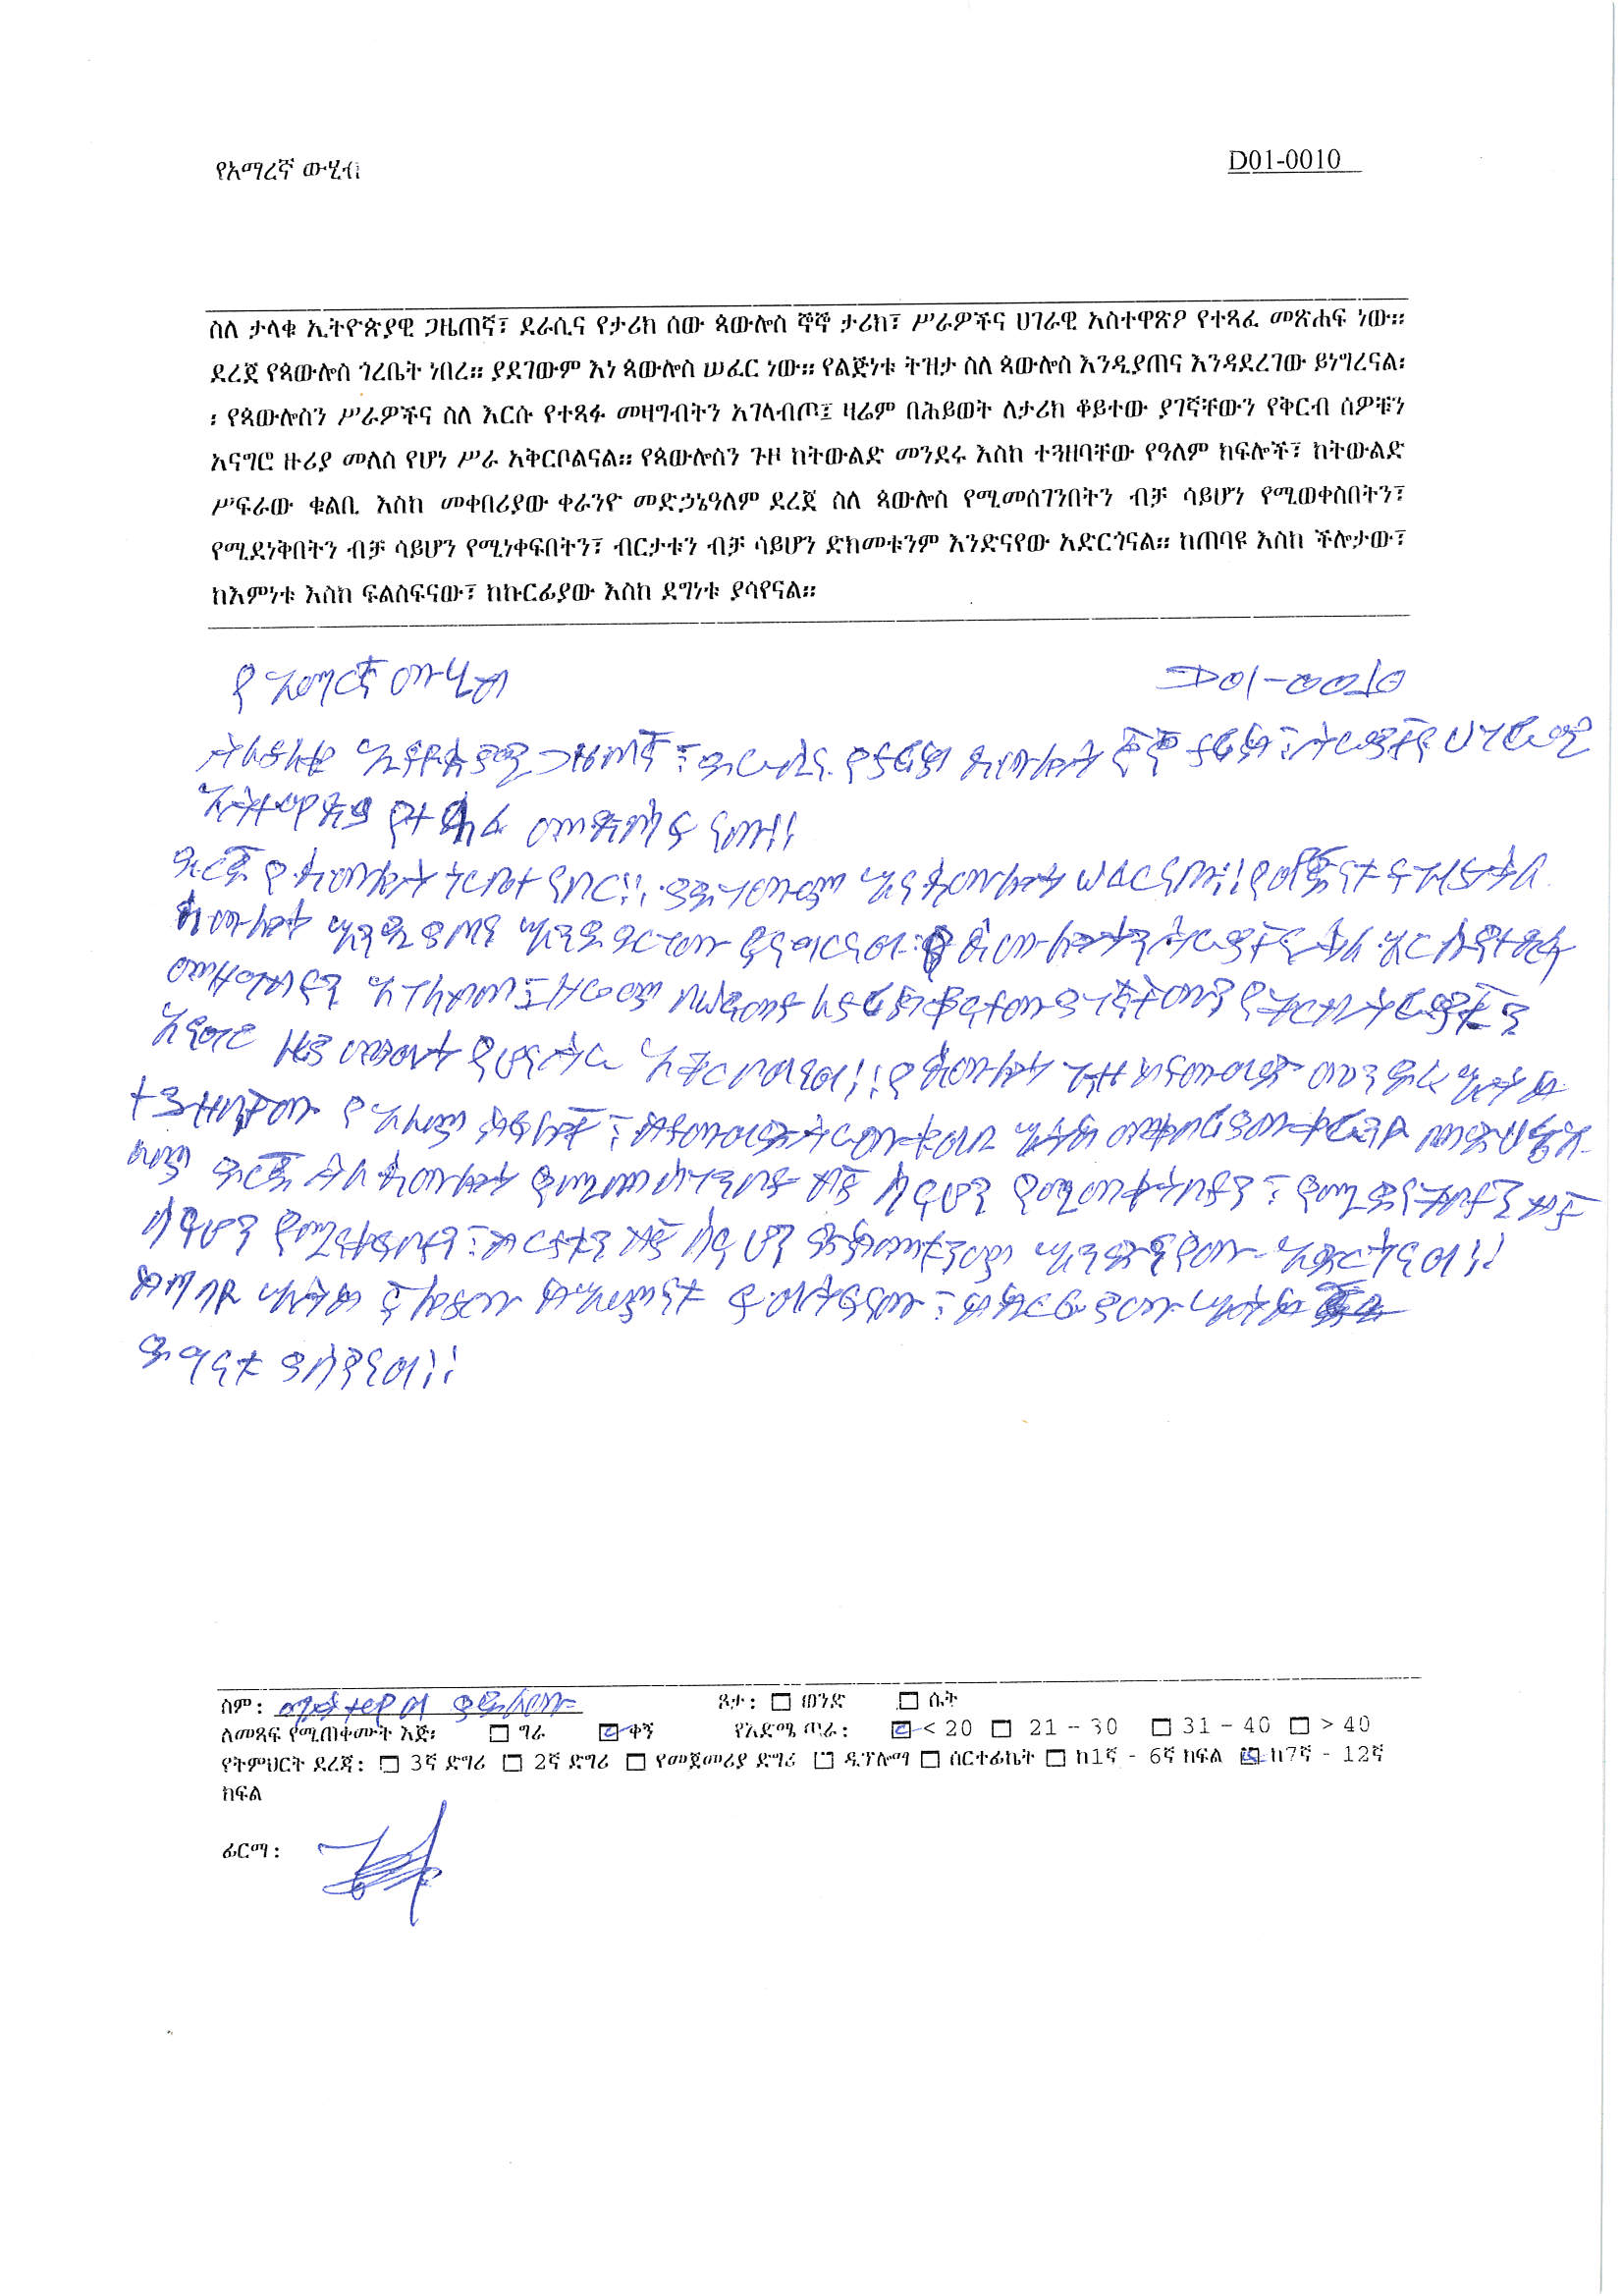 የአማረኛ ውሂብ
D01-0010
ስለ ታላቁ ኢትዮጵያዊ ጋዜጠኛ፣ ደራሲና የታሪክ ሰው ጳውሎስ ኞኞ ታሪክ፣ ሥራዎችና ሀገራዊ አስተዋጽዖ የተጻፈ መጽሐፍ ነው።
ደረጀ የጳውሎስ ጎረቤት ነበረ። ያደገውም እነ ጳውሎስ ሠፈር ነው። የልጅነቱ ትዝታ ስለ ጳውሎስ እንዲያጠና እንዳደረገው ይነግረናል፡
፡ የጳውሎስን ሥራዎችና ስለ እርሱ የተጻፉ መዛግብትን አገላብጦ፤ ዛሬም በሕይወት ለታሪክ ቆይተው ያገኛቸውን የቅርብ ሰዎቹን
አናግሮ ዙሪያ መለስ የሆነ ሥራ አቅርቦልናል። የጳውሎስን ጉዞ ከትውልድ መንደሩ እስከ ተጓዘባቸው የዓለም ክፍሎች፣ ከትውልድ
ሥፍራው ቁልቢ እስከ መቀበሪያው ቀራንዮ መድኃኔዓለም ደረጀ ስለ ጳውሎስ የሚመሰገንበትን ብቻ ሳይሆነ የሚወቀስበትን፣
የሚደነቅበትን ብቻ ሳይሆን የሚነቀፍበትን፣ ብርታቱን ብቻ ሳይሆን ድክመቱንም እንድናየው አድርጎናል። ከጠባዩ እስከ ችሎታው፣
ከእምነቱ እስከ ፍልስፍናው፣ ከኩርፊያው እስከ ደግነቱ ያሳየናል።
የአማርኛ ውሂብ
D01-0010
ስለ ታላቁ ኢትዮጵያዊ ጋዜጠኛ፣ ደራሲና የታሪክ ጳውሎስ ኞኞ ታሪክ፣ ሥራዎችና ሀገራዊ
አስተዋጽዖ የተጻፈ መጽሐፍ ነው።
ደረጀ የጳውሎስ ጎረቤት ነበር። ያደገውም እነ ጳውሎስ ሠፈር ነው። የልጅነቱ ትዝታ ስለ
ጳውሎስ እንዲያጠና እንዳደረገው ይናግርናል። የጳውሎስን ሥራዎችና ስለ እርሱ የተጻፉ
መዛግብትን አገላብጦ፤ ዛሬም በሕይወት ለታሪክ ቆይተው ያገኛቸውን የቅርብ ሰዎቹን
አናግሮ ዙሪያ መለስ የሆነ ሥራ አቅርቦልናል። የጳውሎስ ጉዞ ከትውልድ መንደሩ እስከ
ተጓዘባቸው የአለም ክፍሎች፣ ከትውልድ ሥፍራው ቁልቢ እስከ መቀበሪያው ቀራንዮ መድሀኔአ
ለም ደረጀ ስለ ጳውሎስ የሚመሰገንበት ብቻ ሳይሆን የሚወቀስበትን፣ የሚደነቅበትን ብቻ
ሳይሆን የሚነቀፍበትን፣ ብርታቱን ብቻ ሳይሆን ድክመቱንም እንድናየው አድርጎናል።
ከጠባዩ እስከ ችሎታው ከእምነቱ ፍልስፍናው፣ ከኩርፊያው እስከ
ደግነቱ ያሳየናል።
ስም:
ጾታ: ወንድ ሴት
ለመጻፍ የሚጠቀሙት እጅ፡ ግራ ቀኝ የእድሜ ጣራ: < 20 21 – 30 31 – 40 > 40
የትምህርት ደረጃ: 3ኛ ድግሪ 2ኛ ድግሪ የመጀመሪያ ድግሪ ዲፕሎማ ሰርተፊኬት ከ1ኛ - 6ኛ ክፍል ከ7ኛ - 12ኛ
ክፍል
ፊርማ: